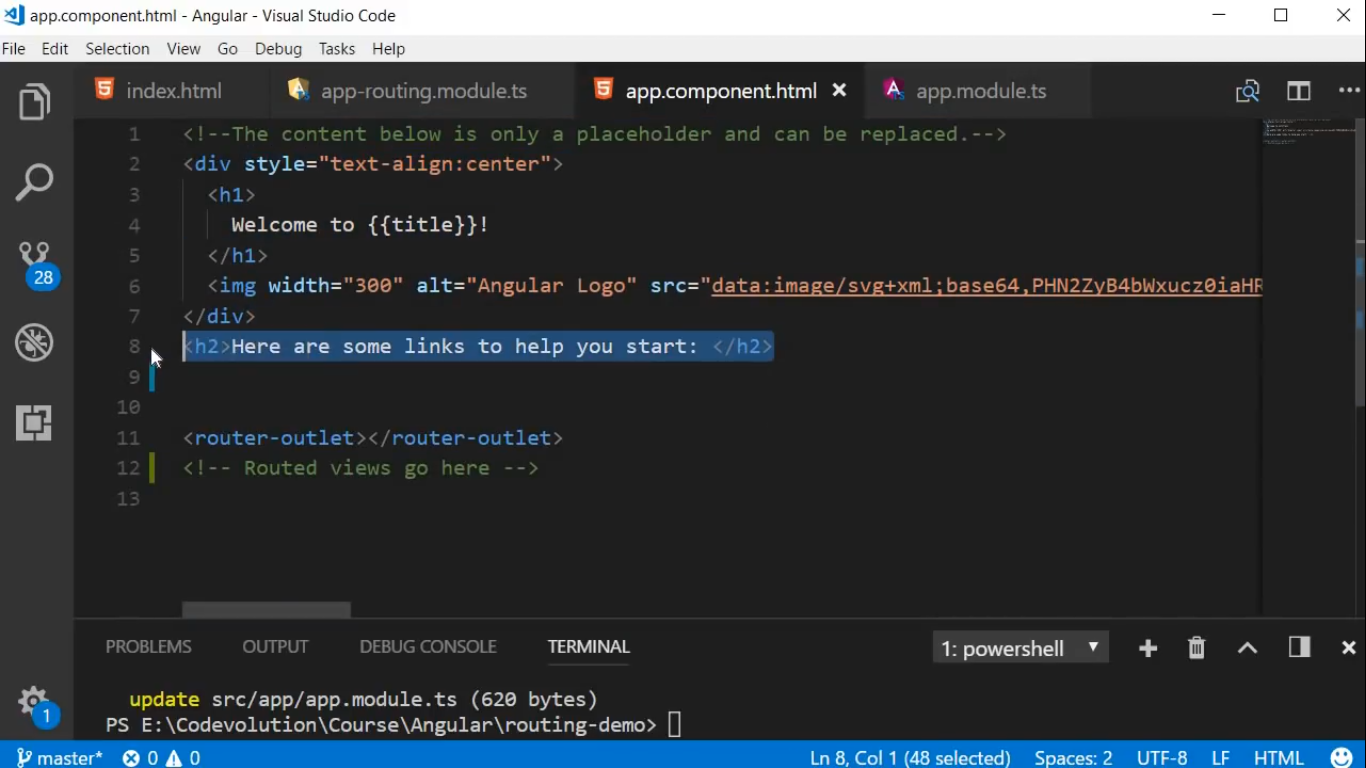 app.component.html - Angular - Visual Studio Code
File Edit Selection View Go Debug Tasks Help
index.html app-routing.module.ts app.component.html app.module.ts
1 <!--The content below is only a placeholder and can be replaced.-->
2 <div style="text-align:center">
3 <h1>
4 Welcome to {{title}}!
5 </h1>
6 <img width="300" alt="Angular Logo" src="data:image/svg+xml;base64,PHN2ZyB4bWxucz0iaHR
7 </div>
8 <h2>Here are some links to help you start: </h2>
9
10
11 <router-outlet></router-outlet>
12 <!-- Routed views go here -->
13
28
PROBLEMS OUTPUT DEBUG CONSOLE TERMINAL 1: powershell
update src/app/app.module.ts (620 bytes)
PS E:\Codevolution\Course\Angular\routing-demo>
1
master* 0 0 Ln 8, Col 1 (48 selected) Spaces: 2 UTF-8 LF HTML